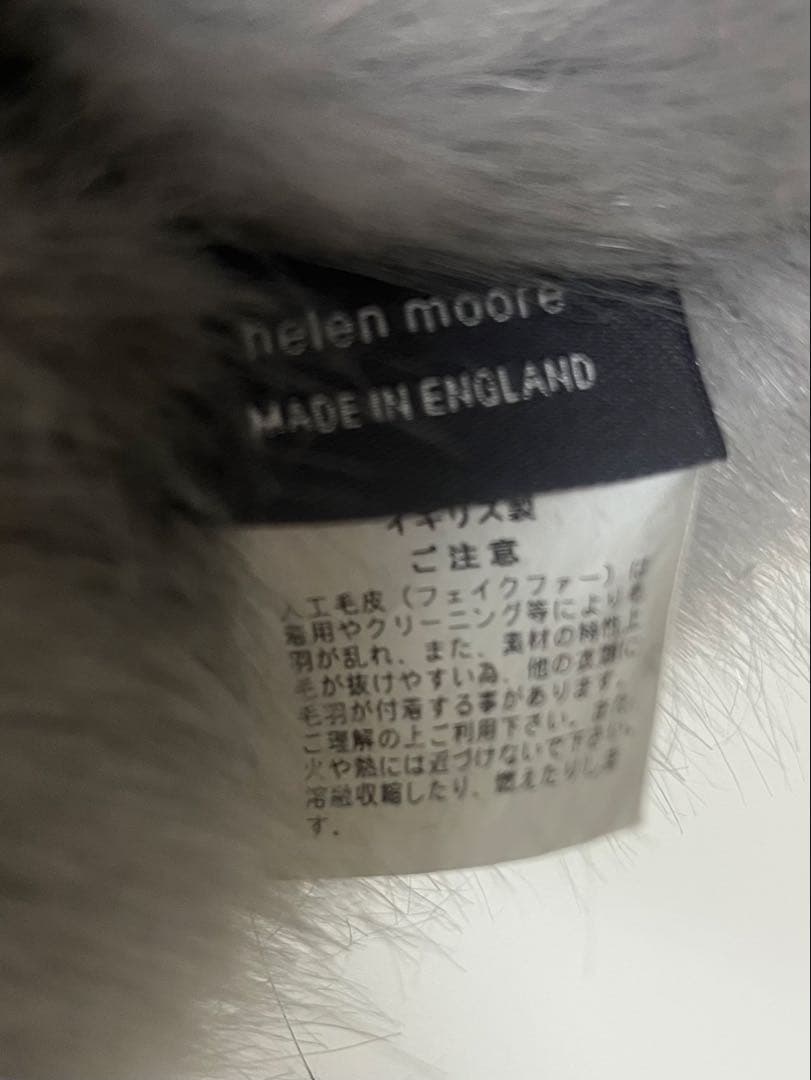 helen moore
MADE IN ENGLAND
イギリス製
ご注意
人工毛皮（フェイクファー）は
着用やクリーニング等により毛
羽が乱れ、また、素材の特性上
毛が抜けやすい為、他の衣類に
毛羽が付着する事があります。
ご理解の上ご利用下さい。また、
火や熱には近づけないで下さい。
溶融収縮したり、燃えたりしま
す。